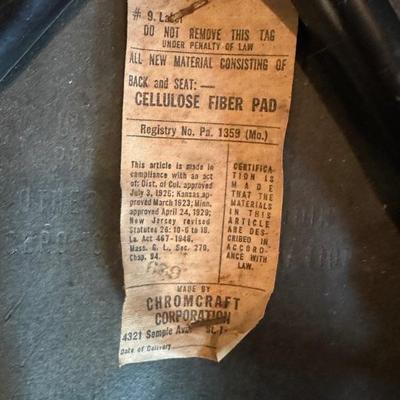 # 9. Label
DO NOT REMOVE THIS TAG
UNDER PENALTY OF LAW
ALL NEW MATERIAL CONSISTING OF
BACK AND SEAT:—
CELLULOSE FIBER PAD
Registry No. Pa. 1359 (Mo.)
This article is made in
compliance with an act
of: Dist. of Col. approved
July 3, 1926; Kansas ap-
proved March 1923; Minn.
approved April 24, 1929;
New Jersey revised
Statutes 26: 10-6 to 18.
La. Act 467-1948.
Mass. G. L., Sec. 270,
Chap. 94.
CERTIFICA-
TION IS
MADE
THAT THE
MATERIALS
IN THIS
ARTICLE
ARE DES-
CRIBED IN
ACCORD-
ANCE WITH
LAW.
MADE BY
CHROMCRAFT
CORPORATION
4321 Semple Ave.
Date of Delivery